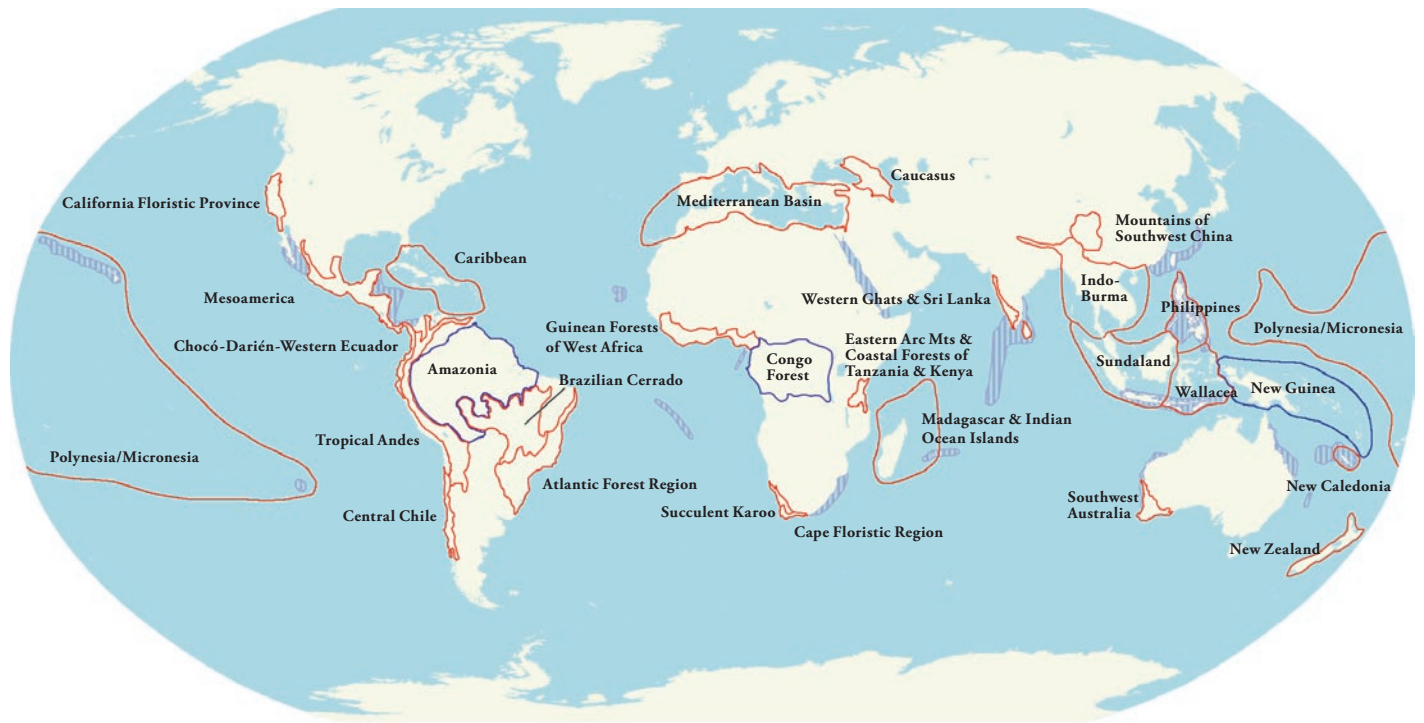 Caucasus
Mediterranean Basin
California Floristic Province
Mountains of
Southwest China
Caribbean
Indo-
Burma
Mesoamerica
Western Ghats & Sri Lanka
Philippines
Guinean Forests
of West Africa
Polynesia/Micronesia
Chocó-Darién-Western Ecuador
Eastern Arc Mts &
Coastal Forests of
Tanzania & Kenya
Congo
Forest
Sundaland
Amazonia
Brazilian Cerrado
Wallacea
New Guinea
Madagascar & Indian
Ocean Islands
Tropical Andes
Polynesia/Micronesia
Atlantic Forest Region
New Caledonia
Southwest
Australia
Central Chile
Succulent Karoo
Cape Floristic Region
New Zealand